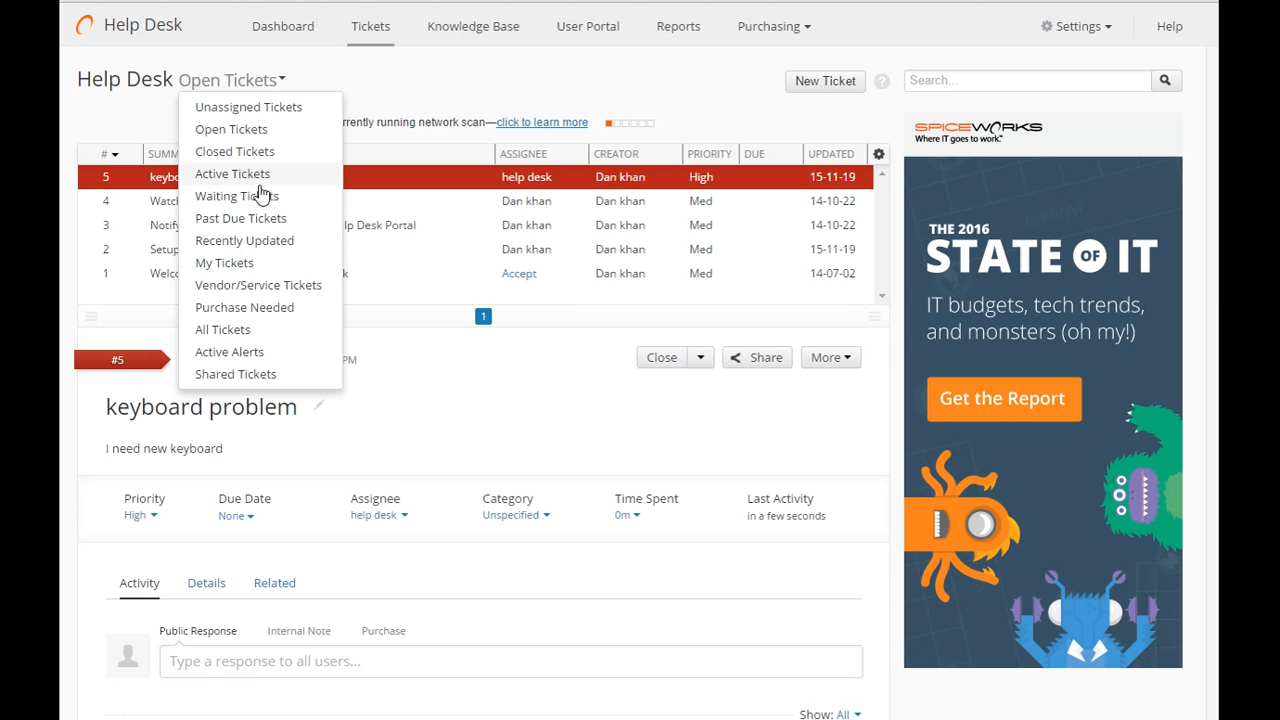 Help Desk
Dashboard
Tickets
Knowledge Base
User Portal
Reports
Purchasing
Settings
Help
Help Desk Open Tickets
New Ticket
?
Search...
Unassigned Tickets
Open Tickets
Closed Tickets
Active Tickets
Waiting Tickets
Past Due Tickets
Recently Updated
My Tickets
Vendor/Service Tickets
Purchase Needed
All Tickets
Active Alerts
Shared Tickets
rrently running network scan—click to learn more
# SUMM ASSIGNEE CREATOR PRIORITY DUE UPDATED
5 keybo help desk Dan khan High 15-11-19
4 Watch Dan khan Dan khan Med 14-10-22
3 Notify lp Desk Portal Dan khan Dan khan Med 14-10-22
2 Setup Dan khan Dan khan Med 15-11-19
1 Welco k Accept Dan khan Med 14-07-02
1
#5
PM
Close
Share
More
keyboard problem
I need new keyboard
Priority
High
Due Date
None
Assignee
help desk
Category
Unspecified
Time Spent
0m
Last Activity
in a few seconds
Activity
Details
Related
Public Response
Internal Note
Purchase
Type a response to all users...
Show: All
SPICEWORKS
Where IT goes to work.™
THE 2016
STATE OF IT
IT budgets, tech trends,
and monsters (oh my!)
Get the Report